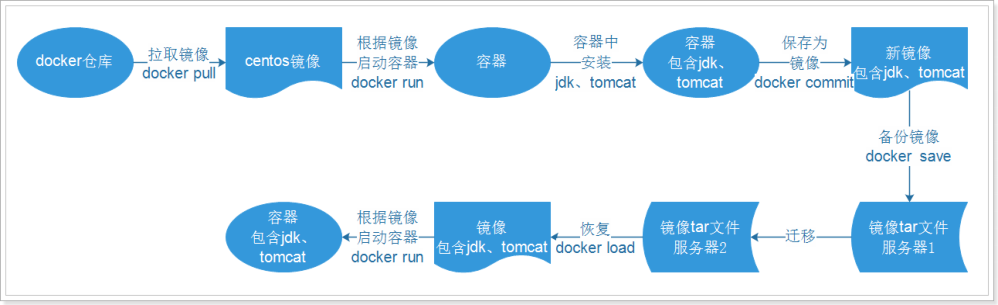 docker仓库
拉取镜像
docker pull
centos镜像
根据镜像
启动容器
docker run
容器
容器中
安装
jdk、tomcat
容器
包含jdk、
tomcat
保存为
镜像
docker commit
新镜像
包含jdk、tomcat
备份镜像
docker save
镜像tar文件
服务器1
迁移
镜像tar文件
服务器2
恢复
docker load
镜像
包含jdk、tomcat
根据镜像
启动容器
docker run
容器
包含jdk、
tomcat